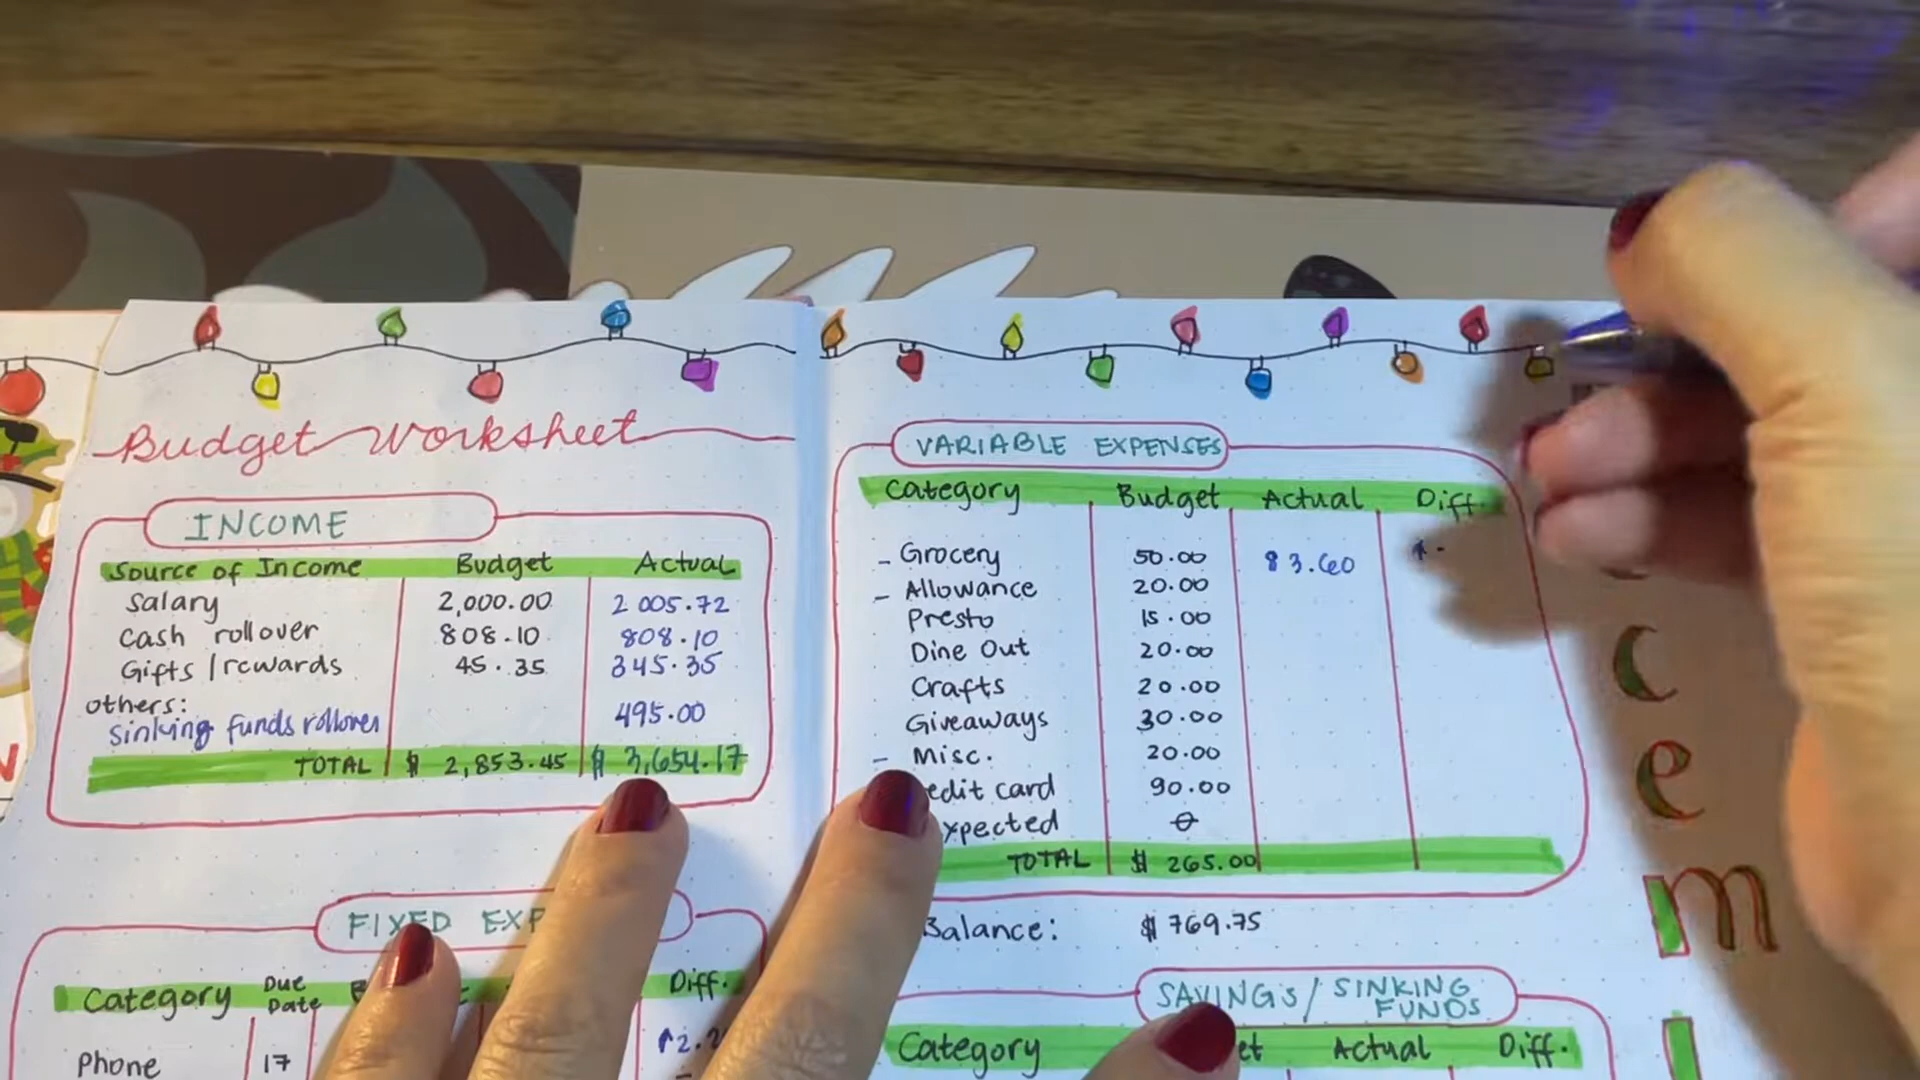 Budget Worksheet
INCOME
Source of Income Budget Actual
Salary 2,000.00 2 005.72
Cash rollover 808.10 808.10
Gifts / rewards 45.35 345.35
others:
sinking funds rollover 495.00
TOTAL $ 2,853.45 $ 3,654.17
FIXED EXP
Category Due Date Diff.
Phone 17 ↑2.2
VARIABLE EXPENSES
Category Budget Actual Diff.
- Grocery 50.00 83.60
- Allowance 20.00
Presto 15.00
Dine Out 20.00
Crafts 20.00
Giveaways 30.00
- Misc. 20.00
edit card 90.00
xpected 0
TOTAL $ 265.00
Balance: $ 769.75
SAVINGS / SINKING FUNDS
Category et Actual Diff.
c
e
m